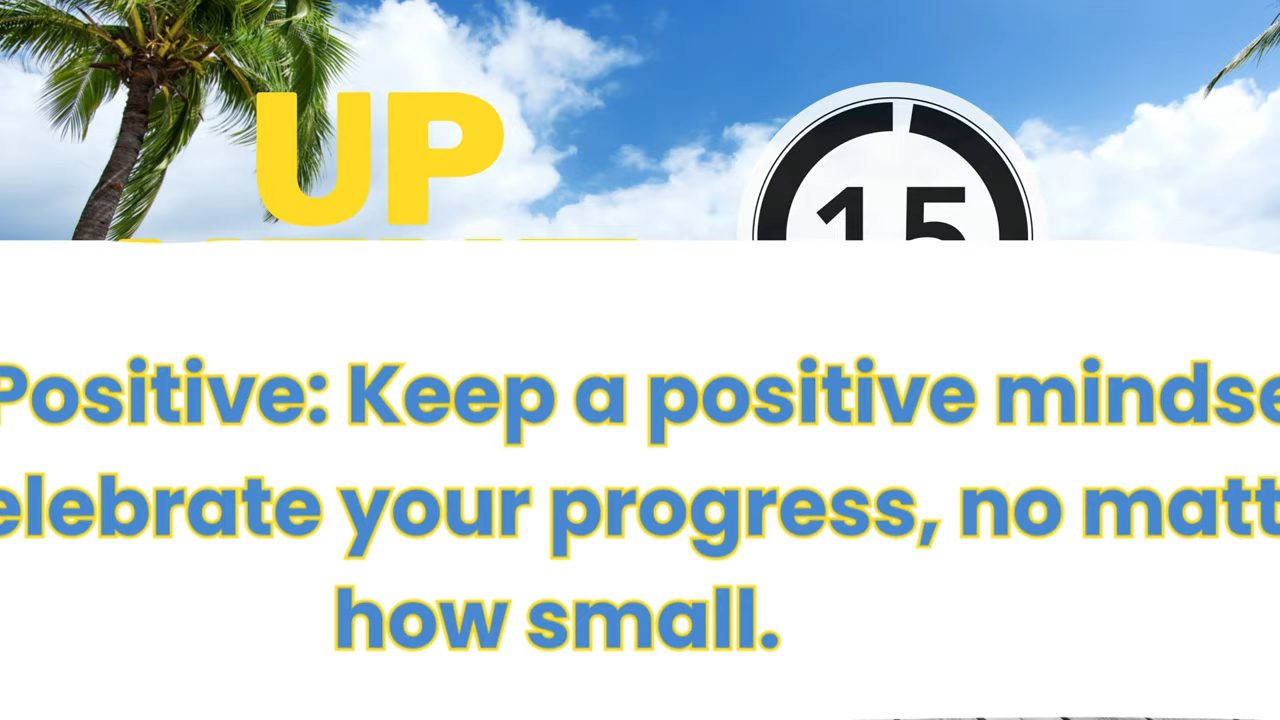 UP
15
Positive: Keep a positive mindse
elebrate your progress, no matt
how small.